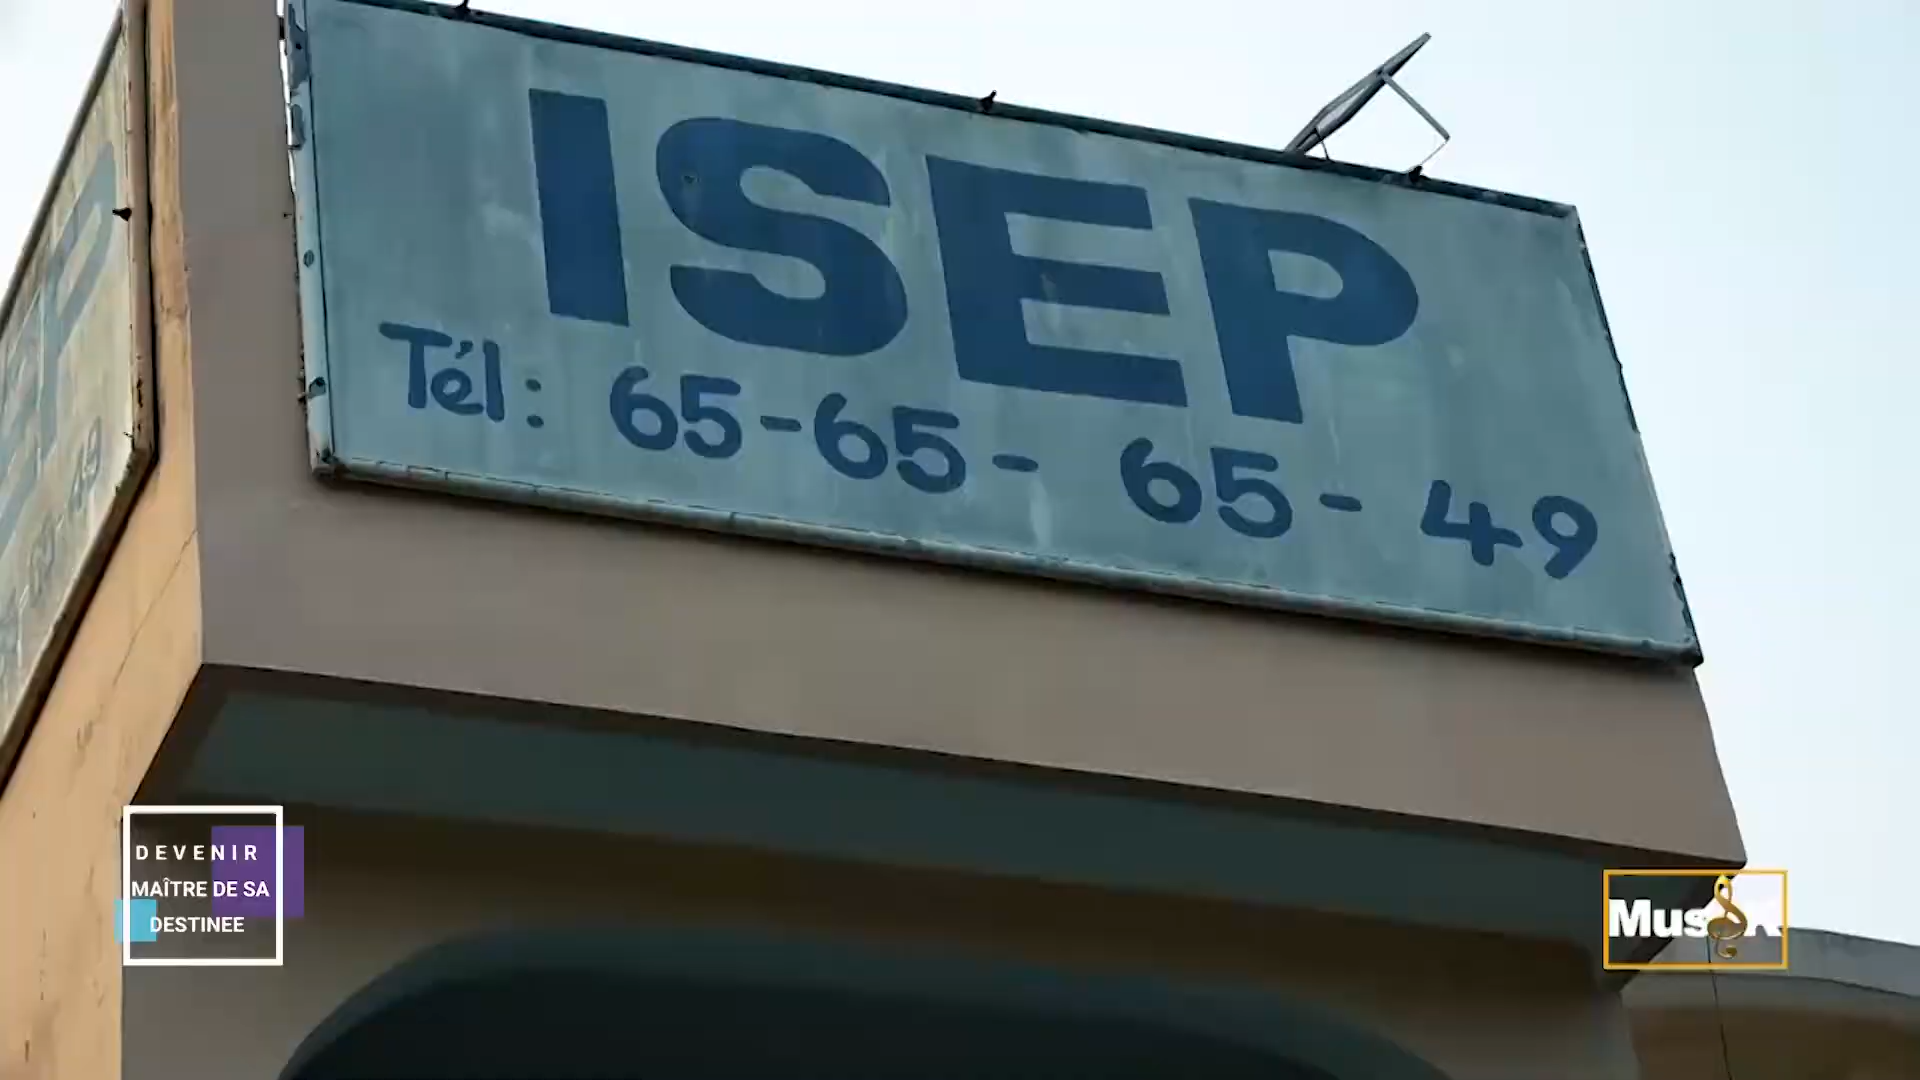 ISEP
Tél: 65-65-65-49
DEVENIR
MAÎTRE DE SA
DESTINEE